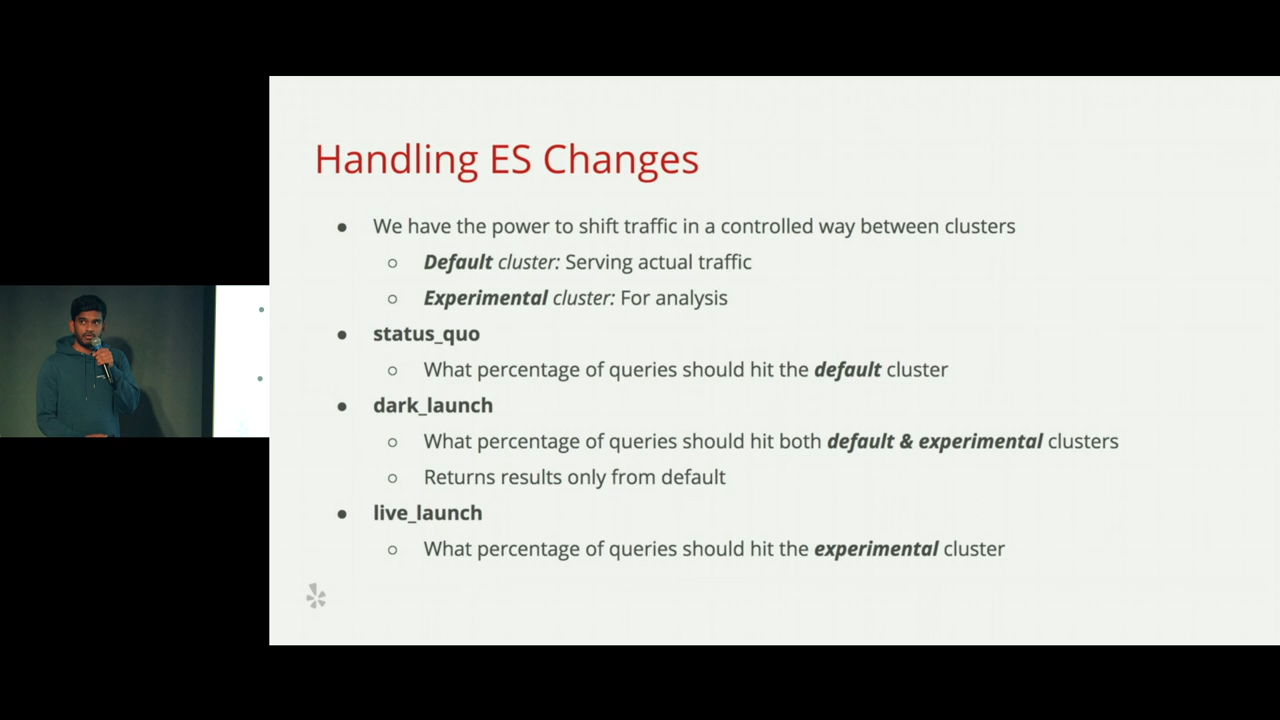 Handling ES Changes
● We have the power to shift traffic in a controlled way between clusters
○ Default cluster: Serving actual traffic
○ Experimental cluster: For analysis
● status_quo
○ What percentage of queries should hit the default cluster
● dark_launch
○ What percentage of queries should hit both default & experimental clusters
○ Returns results only from default
● live_launch
○ What percentage of queries should hit the experimental cluster